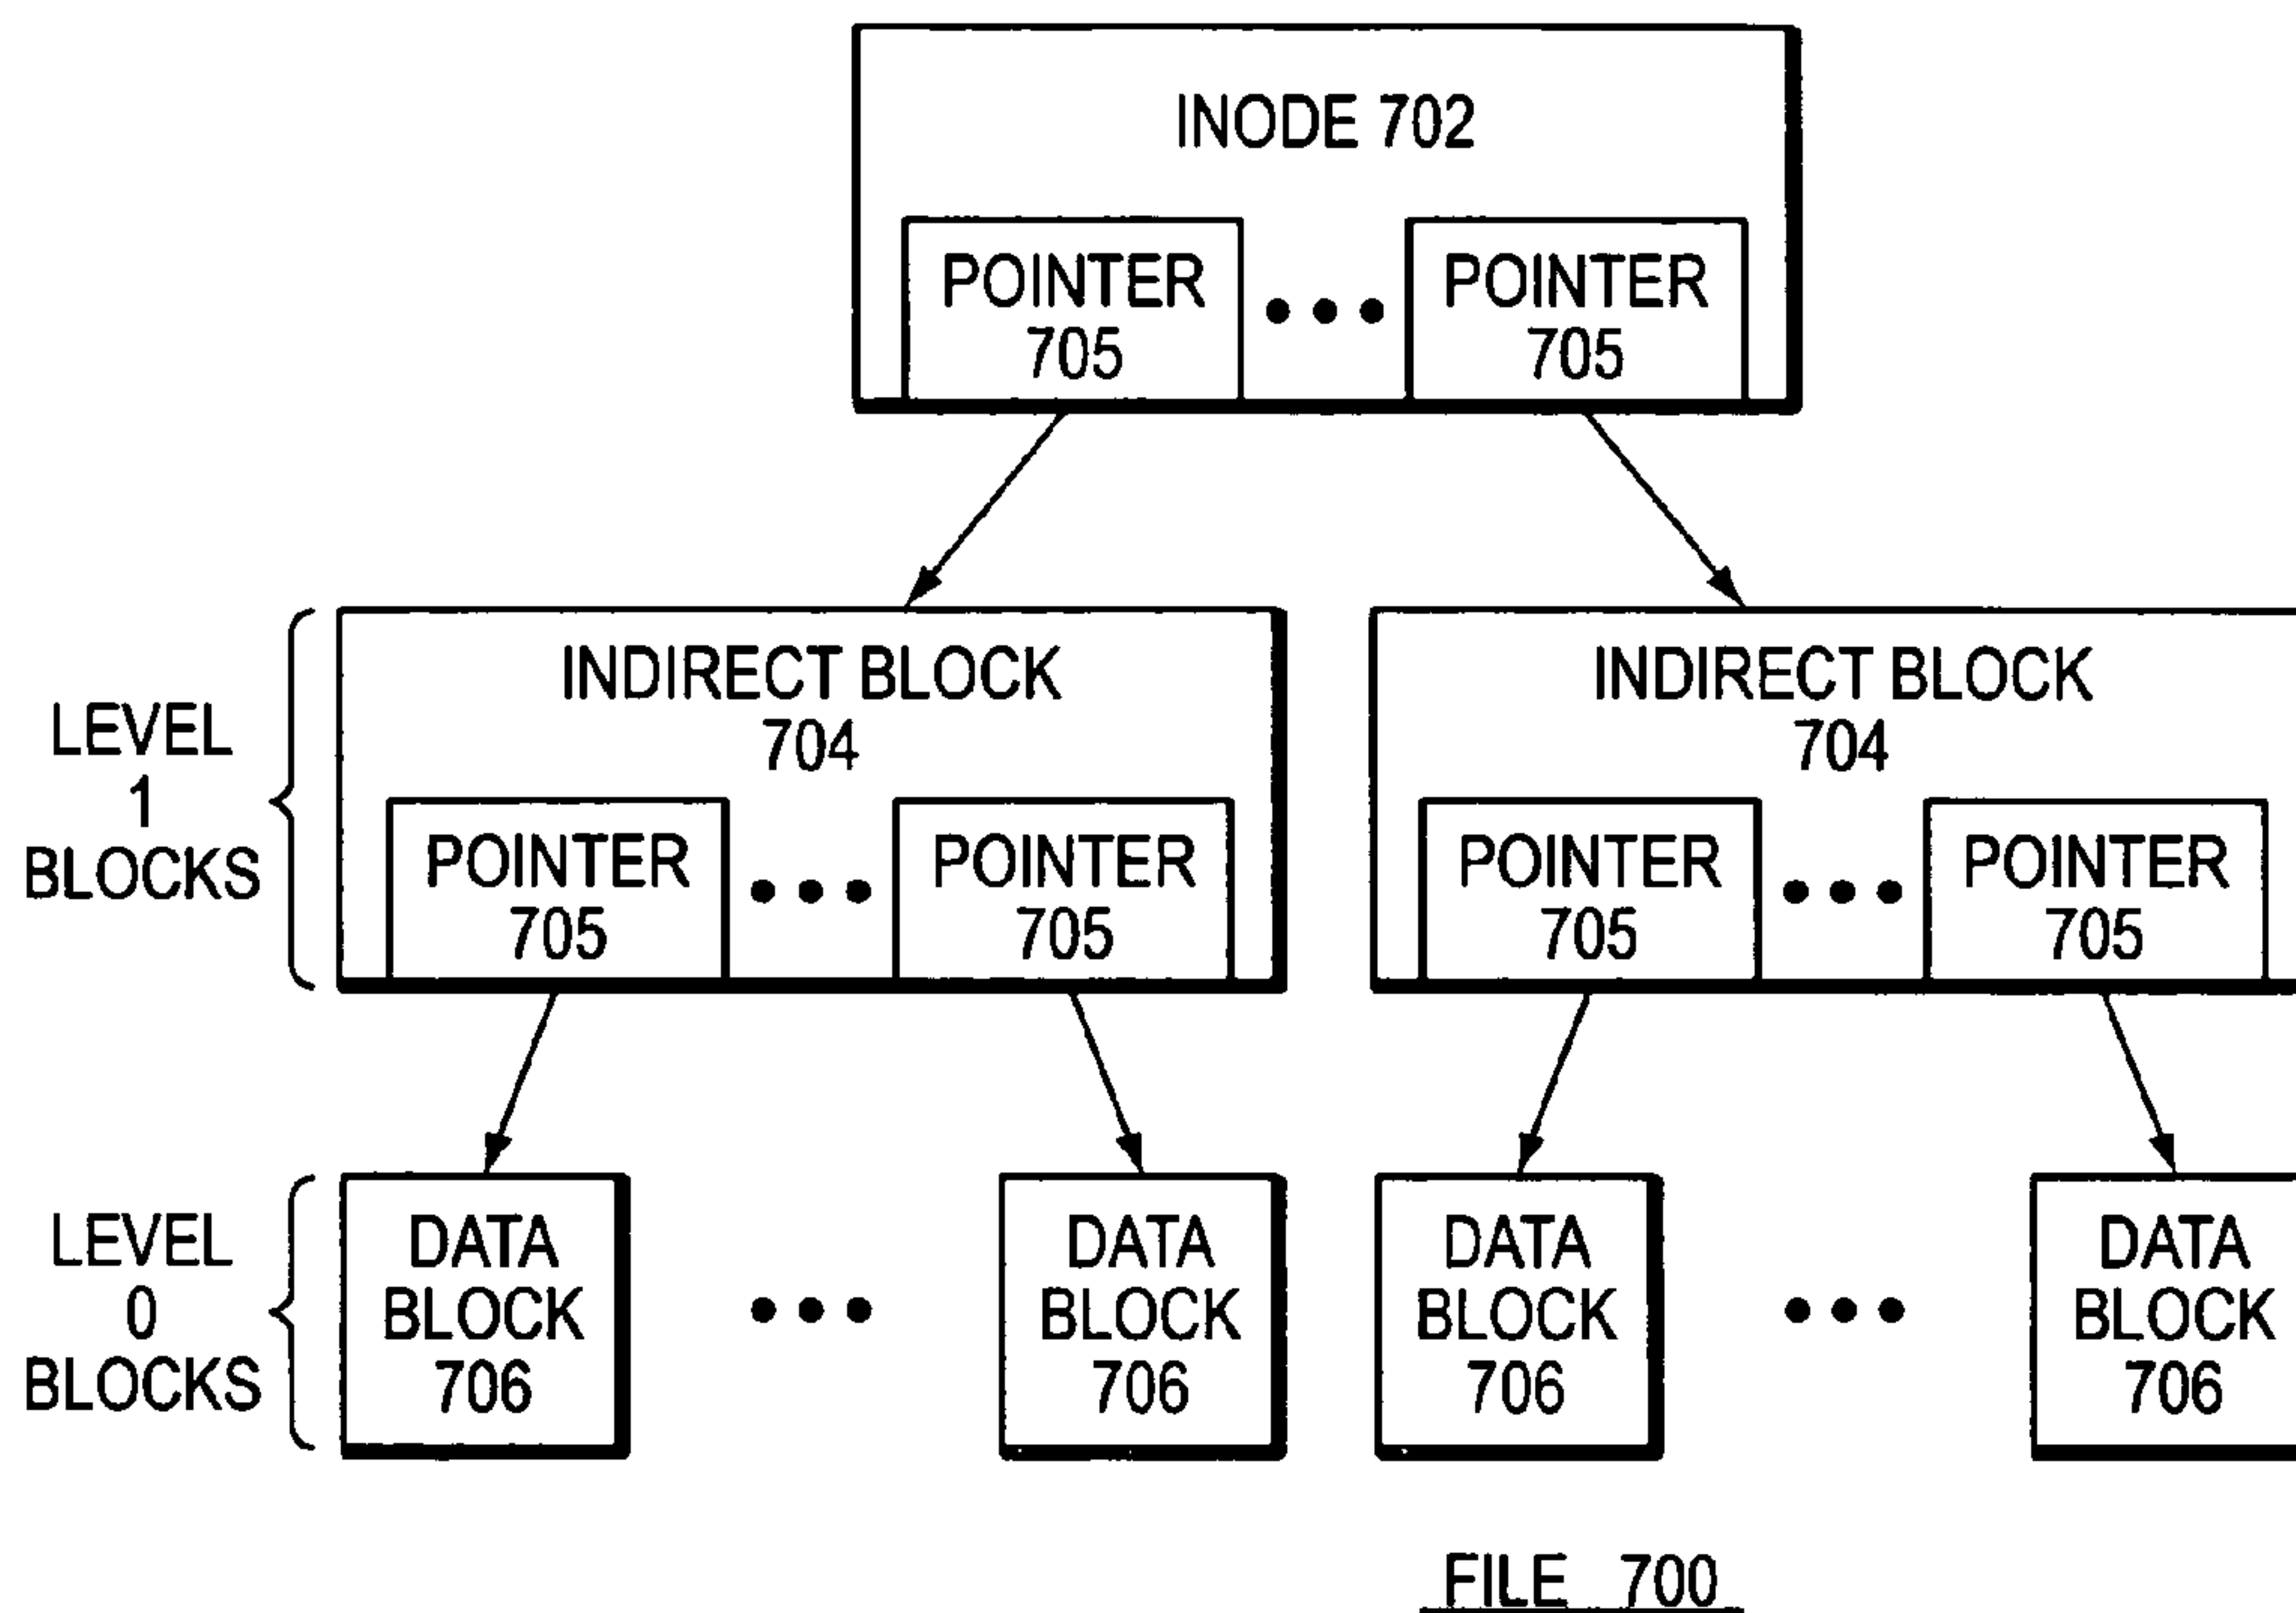 INODE 702
POINTER
705
POINTER
705
LEVEL
1
BLOCKS
INDIRECT BLOCK
704
POINTER
705
POINTER
705
INDIRECT BLOCK
704
POINTER
705
POINTER
705
LEVEL
0
BLOCKS
DATA
BLOCK
706
DATA
BLOCK
706
DATA
BLOCK
706
DATA
BLOCK
706
FILE 700